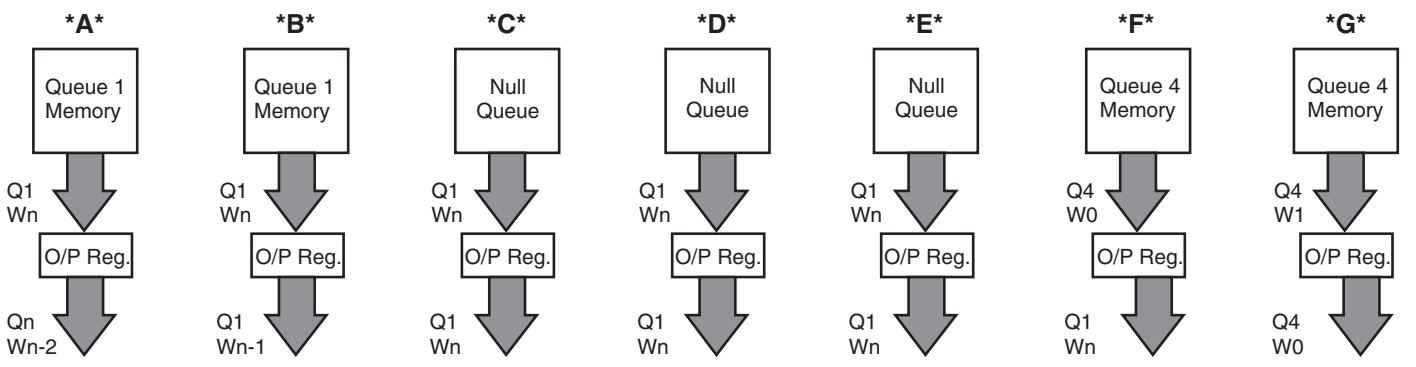 *A* *B* *C* *D* *E* *F* *G*
Queue 1 Memory
Queue 1 Memory
Null Queue
Null Queue
Null Queue
Queue 4 Memory
Queue 4 Memory
Q1 Wn
Q1 Wn
Q1 Wn
Q1 Wn
Q1 Wn
Q4 W0
Q4 W1
O/P Reg. O/P Reg. O/P Reg. O/P Reg. O/P Reg. O/P Reg. O/P Reg.
Qn Wn-2
Q1 Wn-1
Q1 Wn
Q1 Wn
Q1 Wn
Q1 Wn
Q4 W0